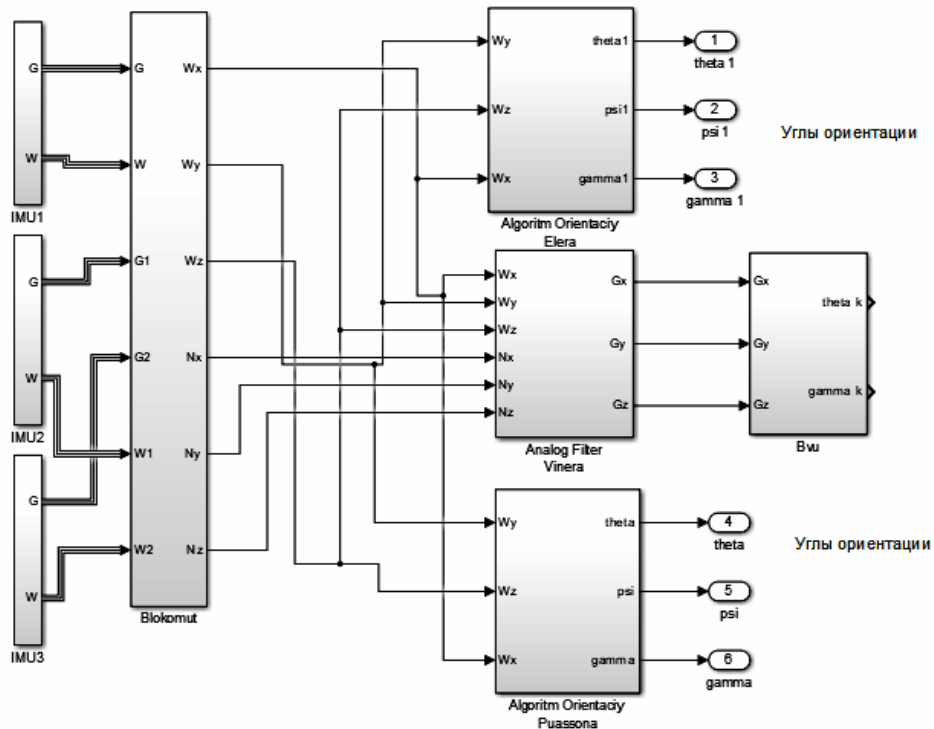 G
W
IMU1
G
W
IMU2
G
W
IMU3
G
W
G1
G2
W1
W2
Wx
Wy
Wz
Nx
Ny
Nz
Blokomut
Wy
Wz
Wx
theta1
psi1
gamma1
Algoritm Orientaciy
Elera
1
theta 1
2
psi 1
3
gamma 1
Углы ориентации
Wx
Wy
Wz
Nx
Ny
Nz
Gx
Gy
Gz
Analog Filter
Vinera
Gx
Gy
Gz
theta k
gamma k
Bvu
Wy
Wz
Wx
theta
psi
gamma
Algoritm Orientaciy
Puassona
4
theta
5
psi
6
gamma
Углы ориентации